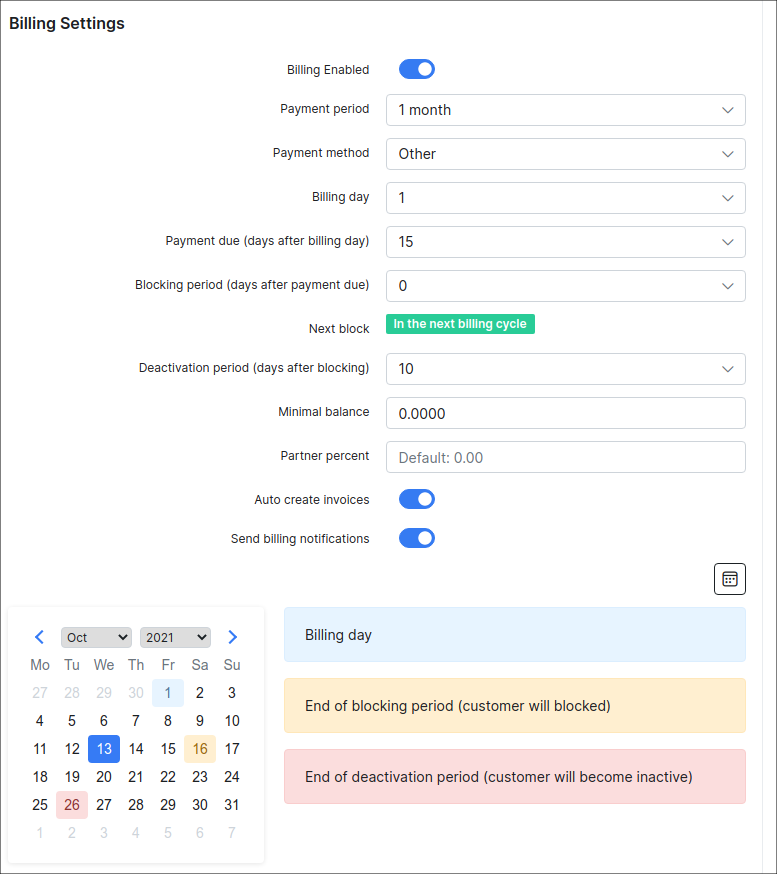 Billing Settings
Billing Enabled
Payment period 1 month
Payment method Other
Billing day 1
Payment due (days after billing day) 15
Blocking period (days after payment due) 0
Next block In the next billing cycle
Deactivation period (days after blocking) 10
Minimal balance 0.0000
Partner percent Default: 0.00
Auto create invoices
Send billing notifications
Oct 2021
Mo Tu We Th Fr Sa Su
27 28 29 30 1 2 3
4 5 6 7 8 9 10
11 12 13 14 15 16 17
18 19 20 21 22 23 24
25 26 27 28 29 30 31
1 2 3 4 5 6 7
Billing day
End of blocking period (customer will blocked)
End of deactivation period (customer will become inactive)